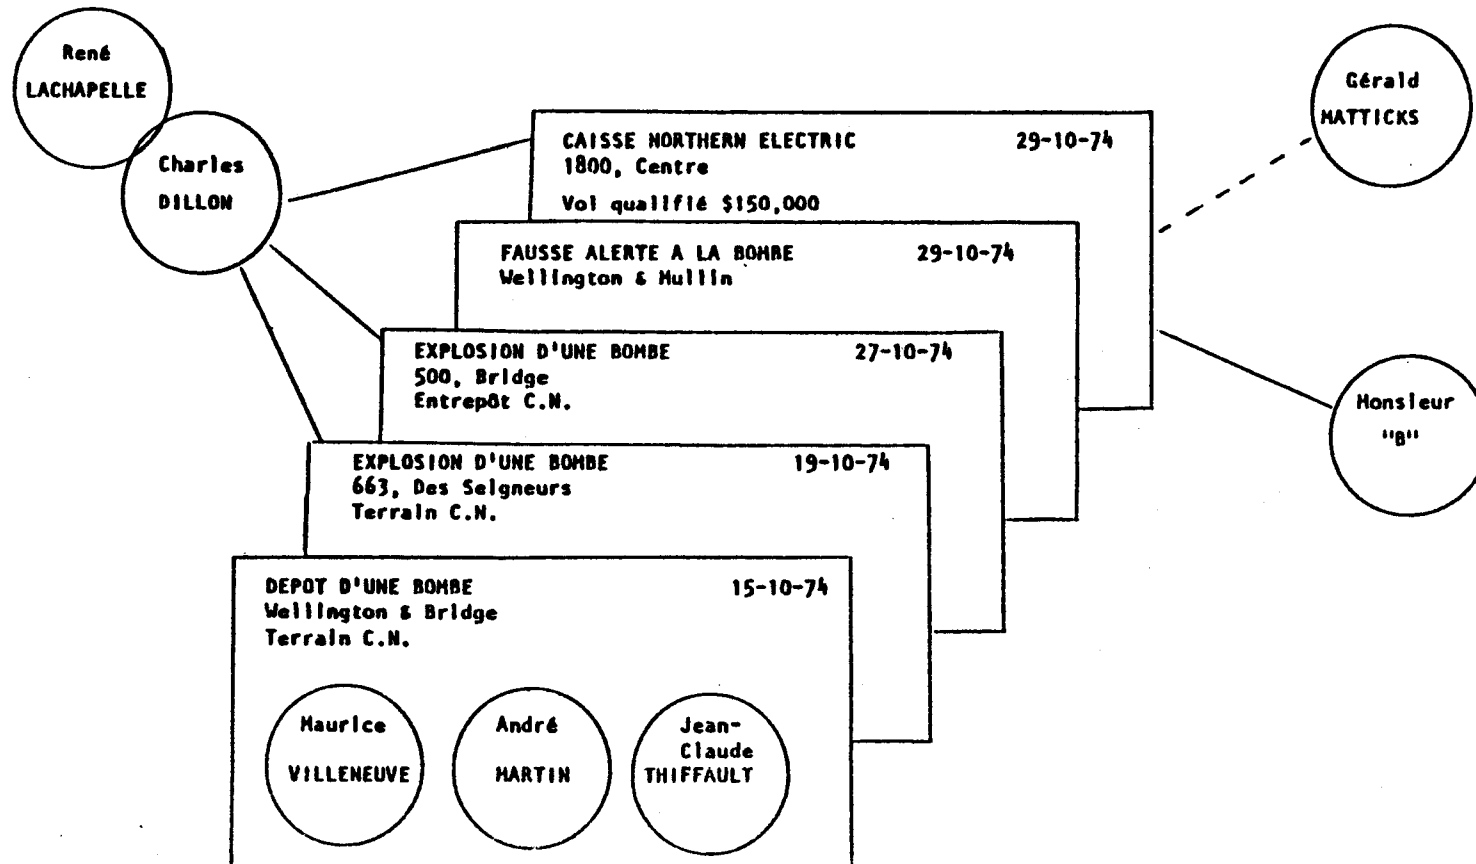 René
LACHAPELLE
Charles
DILLON
CAISSE NORTHERN ELECTRIC 29-10-74
1800, Centre
Vol qualifié $150,000
Gérald
MATTICKS
FAUSSE ALERTE A LA BOMBE 29-10-74
Wellington & Mullin
EXPLOSION D'UNE BOMBE 27-10-74
500, Bridge
Entrepôt C.N.
Monsieur
"B"
EXPLOSION D'UNE BOMBE 19-10-74
663, Des Seigneurs
Terrain C.N.
DEPOT D'UNE BOMBE 15-10-74
Wellington & Bridge
Terrain C.N.
Maurice
VILLENEUVE
André
MARTIN
Jean-
Claude
THIFFAULT